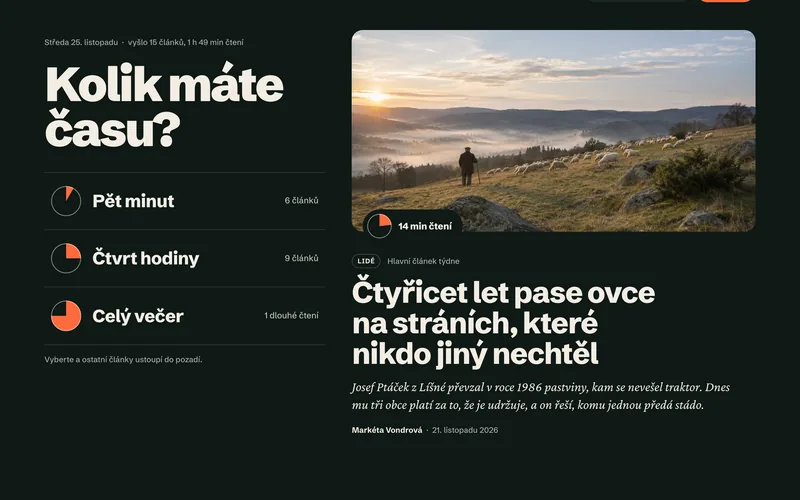 Středa 25. listopadu · vyšlo 15 článků, 1 h 49 min čtení
Kolik máte
času?
Pět minut
6 článků
Čtvrt hodiny
9 článků
Celý večer
1 dlouhé čtení
Vyberte a ostatní články ustoupí do pozadí.
14 min čtení
LIDÉ
Hlavní článek týdne
Čtyřicet let pase ovce
na stráních, které
nikdo jiný nechtěl
Josef Ptáček z Líšné převzal v roce 1986 pastviny, kam se nevešel traktor. Dnes
mu tři obce platí za to, že je udržuje, a on řeší, komu jednou předá stádo.
Markéta Vondrová · 21. listopadu 2026